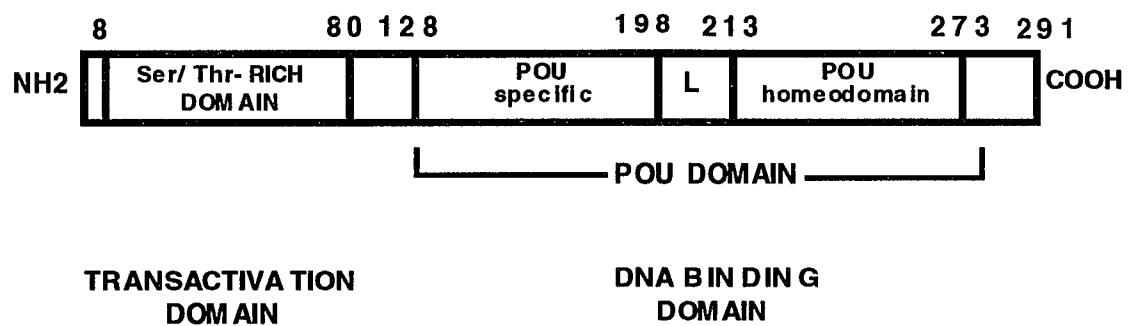 8 80 128 198 213 273 291
NH2 Ser/ Thr- RICH DOMAIN POU specific L POU homeodomain COOH
POU DOMAIN
TRANSACTIVATION DOMAIN
DNA BINDING DOMAIN